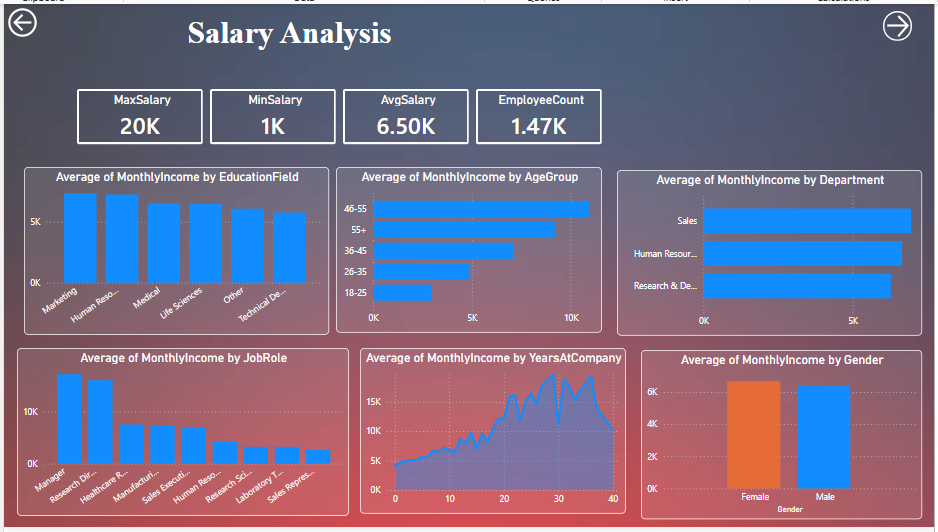 Salary Analysis
MaxSalary
20K
MinSalary
1K
AvgSalary
6.50K
EmployeeCount
1.47K
Average of MonthlyIncome by EducationField
5K
0K
Marketing
Human Reso...
Medical
Life Sciences
Other
Technical De...
Average of MonthlyIncome by AgeGroup
46-55
55+
36-45
26-35
18-25
0K
5K
10K
Average of MonthlyIncome by Department
Sales
Human Resour...
Research & De...
0K
5K
Average of MonthlyIncome by JobRole
10K
0K
Manager
Research Dir...
Healthcare R...
Manufacturi...
Sales Executi...
Human Reso...
Research Sci...
Laboratory T...
Sales Repres...
Average of MonthlyIncome by YearsAtCompany
15K
10K
5K
0K
0
10
20
30
40
Average of MonthlyIncome by Gender
6K
4K
2K
0K
Female
Male
Gender